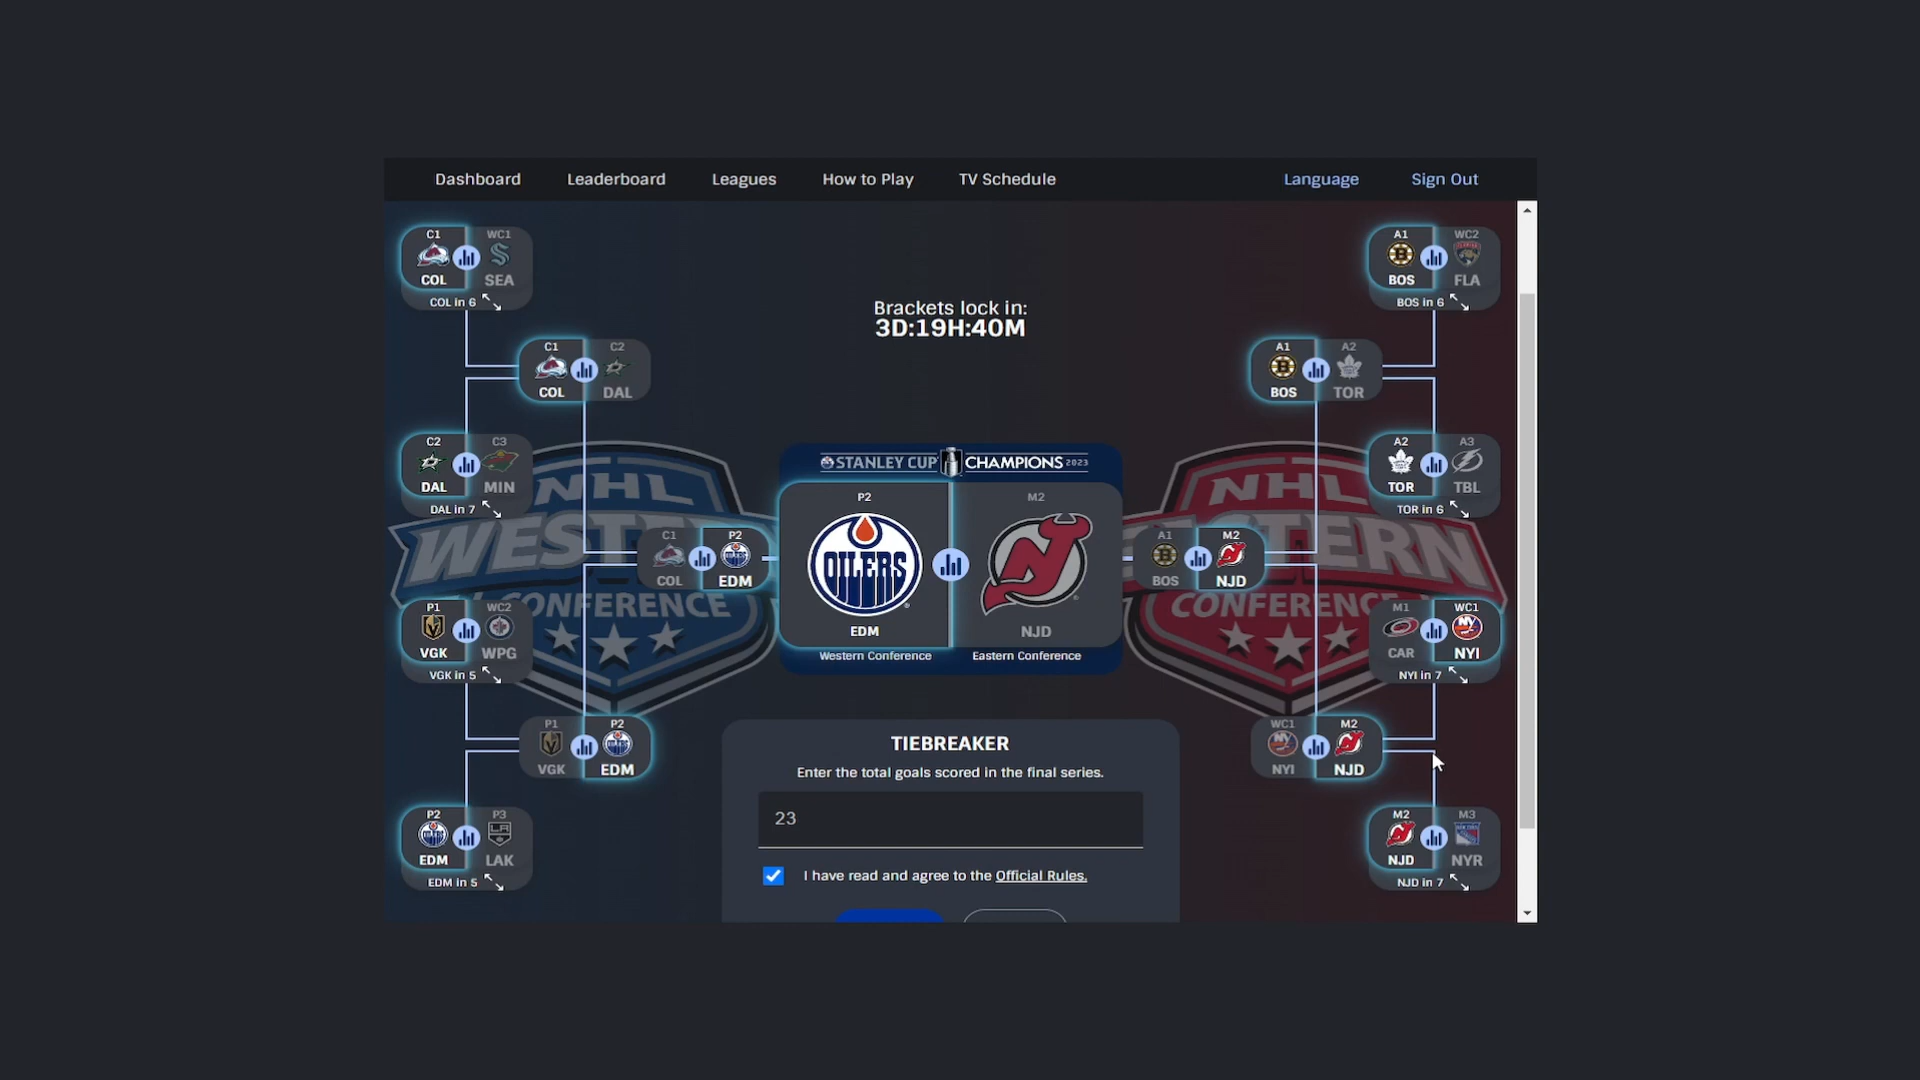 Dashboard Leaderboard Leagues How to Play TV Schedule Language Sign Out
C1 WC1
COL SEA
COL in 6
A1 WC2
BOS FLA
BOS in 6
Brackets lock in:
3D:19H:40M
C1 C2
COL DAL
A1 A2
BOS TOR
C2 C3
DAL MIN
DAL in 7
A2 A3
TOR TBL
TOR in 6
NHL
WESTERN
CONFERENCE
NHL
EASTERN
CONFERENCE
STANLEY CUP CHAMPIONS 2023
C1 P2
COL EDM
P2 M2
OILERS
EDM NJD
Western Conference Eastern Conference
A1 M2
BOS NJD
P1 WC2
VGK WPG
VGK in 5
M1 WC1
CAR NYI
NYI in 7
P1 P2
VGK EDM
WC1 M2
NYI NJD
TIEBREAKER
Enter the total goals scored in the final series.
23
I have read and agree to the Official Rules.
P2 P3
EDM LAK
EDM in 5
M2 M3
NJD NYR
NJD in 7